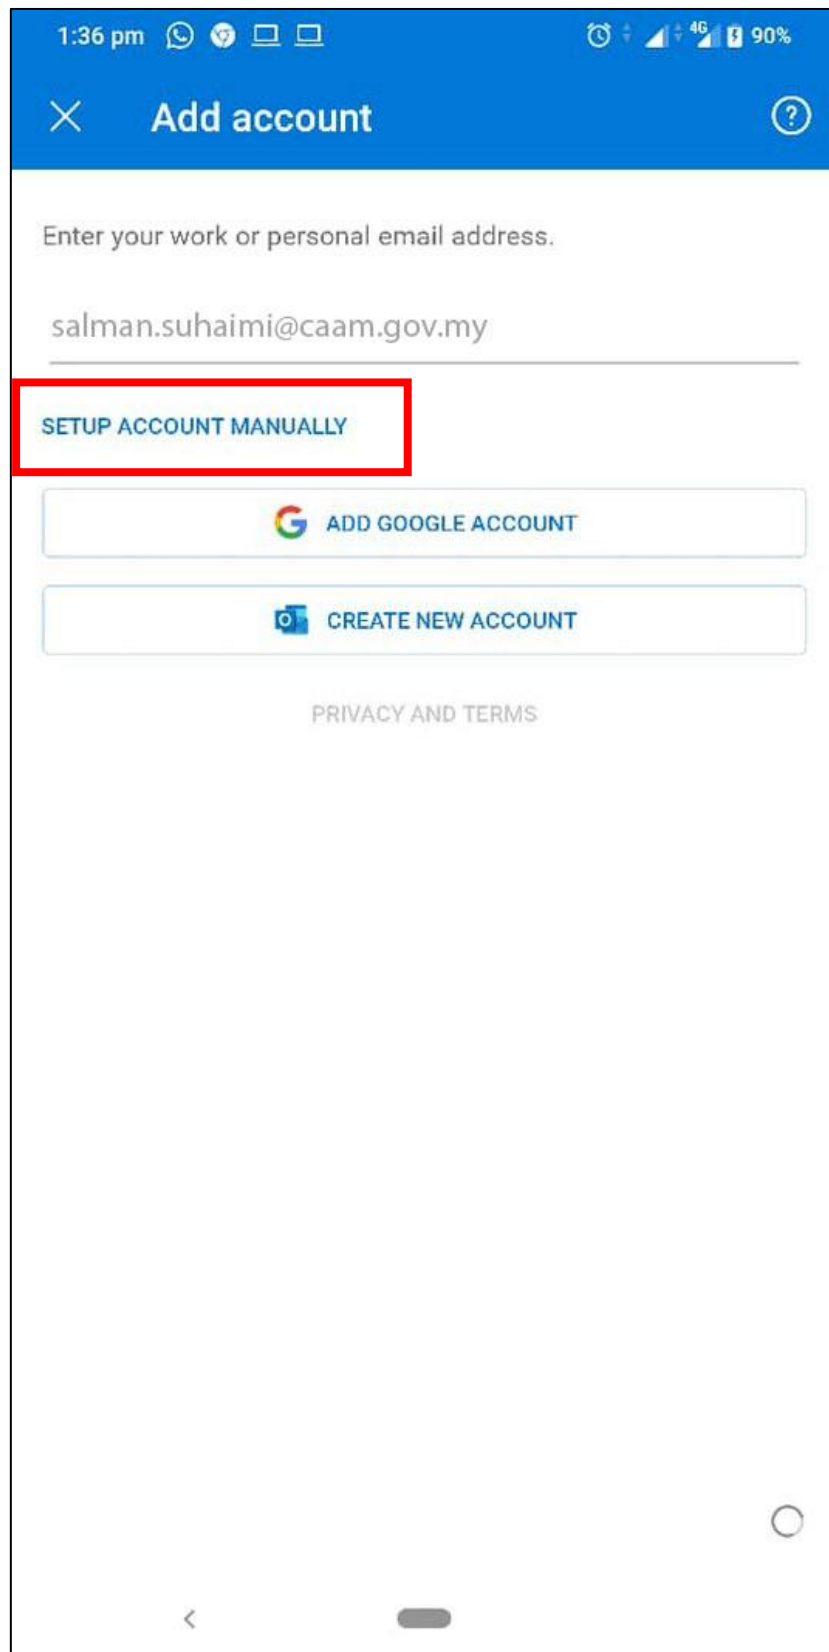 1:36 pm 4G 90%
Add account
Enter your work or personal email address.
salman.suhaimi@caam.gov.my
SETUP ACCOUNT MANUALLY
ADD GOOGLE ACCOUNT
CREATE NEW ACCOUNT
PRIVACY AND TERMS